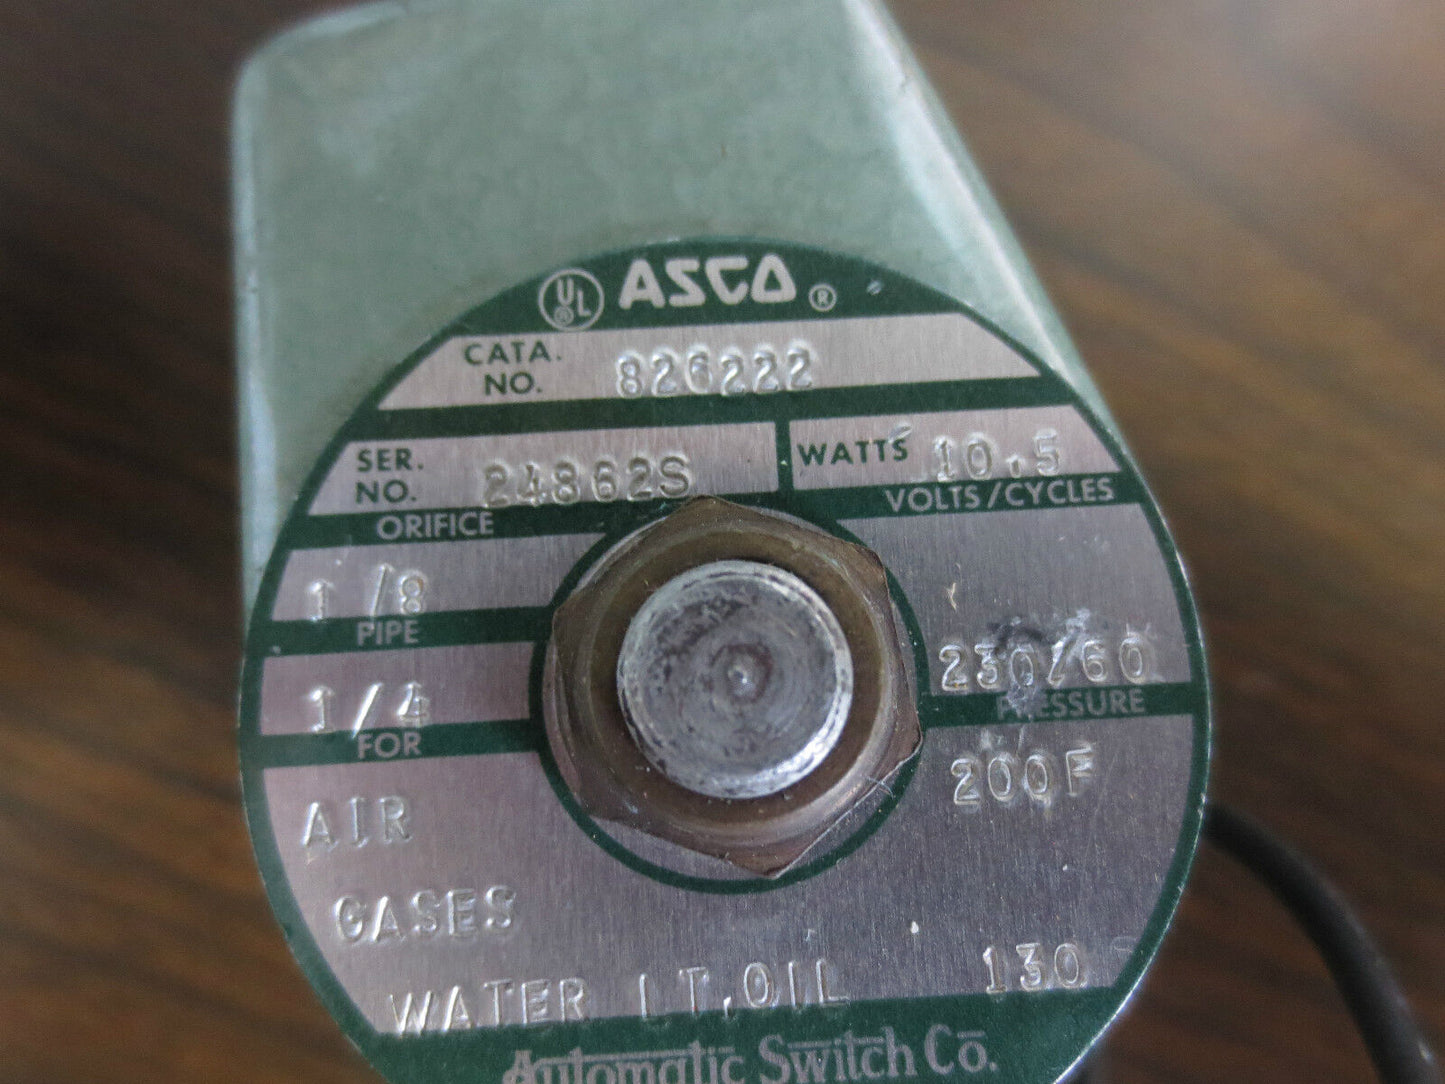 UL ® ASCO ®
CATA. NO. 826222
SER. NO. 24862S
WATTS 10.5
ORIFICE
VOLTS/CYCLES
1/8
PIPE
230/60
1/4
PRESSURE
FOR
200F
AIR
GASES
WATER LT.OIL 130
Automatic Switch Co.